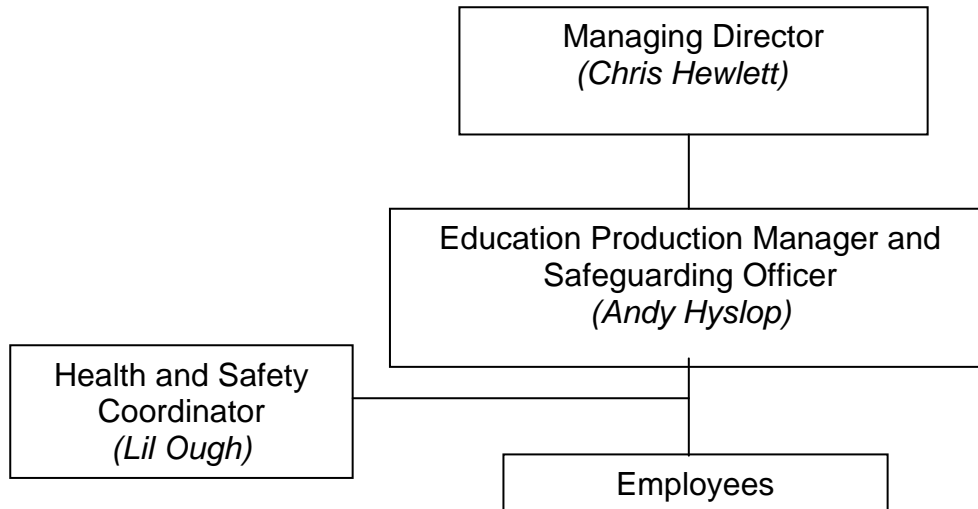 Managing Director
(Chris Hewlett)
Education Production Manager and
Safeguarding Officer
(Andy Hyslop)
Health and Safety
Coordinator
(Lil Ough)
Employees